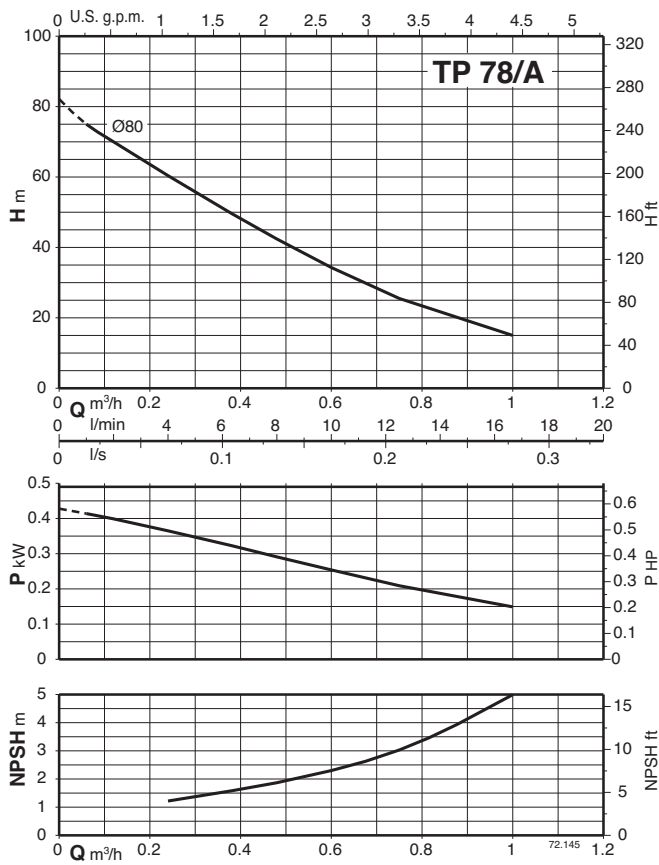 0 U.S. g.p.m. 1 1.5 2 2.5 3 3.5 4 4.5 5
100 80 60 40 20 0
H m
TP 78/A
Ø80
320 280 240 200 160 120 80 40 0
H ft
0 Q m³/h 0.2 0.4 0.6 0.8 1 1.2
0 l/min 4 6 8 10 12 14 16 18 20
0 l/s 0.1 0.2 0.3
0.5 0.4 0.3 0.2 0.1 0
P kW
0.6 0.5 0.4 0.3 0.2 0.1 0
P HP
5 4 3 2 1 0
NPSH m
15 10 5 0
NPSH ft
72.145
0 Q m³/h 0.2 0.4 0.6 0.8 1 1.2